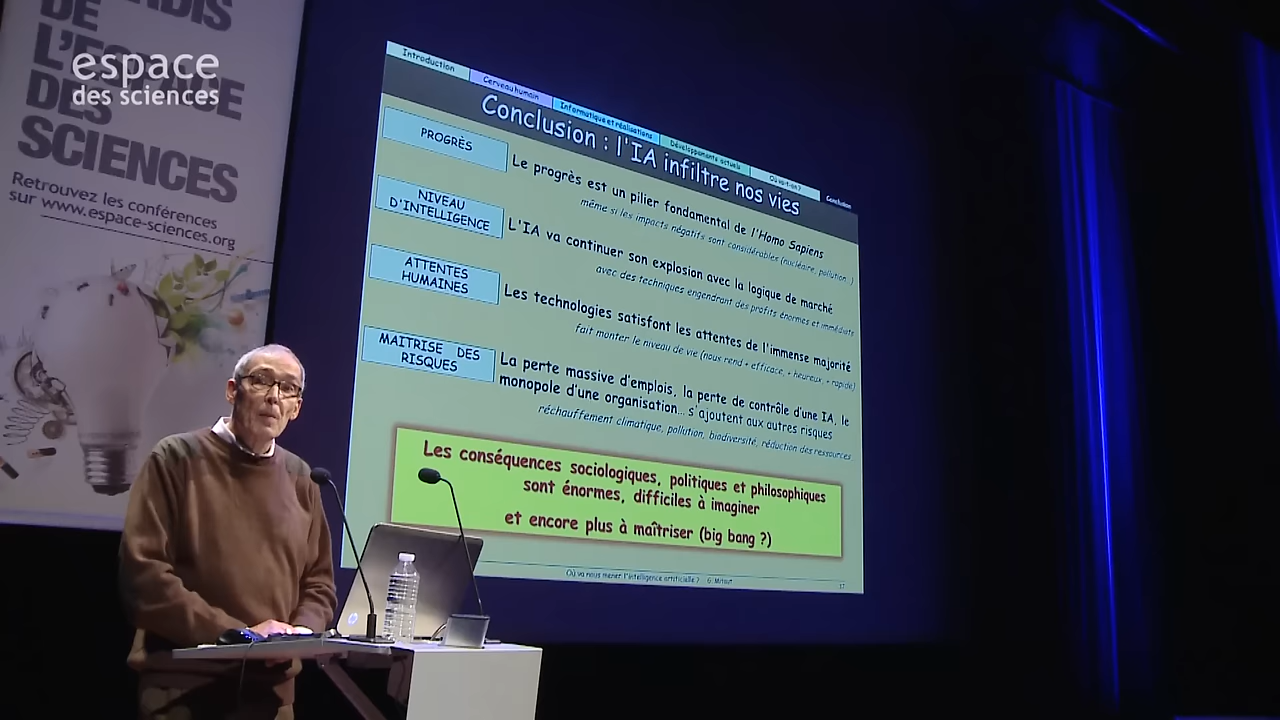 DE
L'ESPACE
DES
SCIENCES
espace
des sciences
Retrouvez les conférences
sur www.espace-sciences.org
Introduction
Cerveau humain
Informatique et réalisations
Développements actuels
Où va-t-on ?
Conclusion
Conclusion : l'IA infiltre nos vies
PROGRÈS
Le progrès est un pilier fondamental de l'Homo Sapiens
même si les impacts négatifs sont considérables (nucléaire, pollution...)
NIVEAU
D'INTELLIGENCE
L'IA va continuer son explosion avec la logique de marché
avec des techniques engendrant des profits énormes et immédiats
ATTENTES
HUMAINES
Les technologies satisfont les attentes de l'immense majorité
fait monter le niveau de vie (nous rend + efficace, + heureux, + rapide)
MAITRISE DES
RISQUES
La perte massive d'emplois, la perte de contrôle d'une IA, le
monopole d'une organisation... s'ajoutent aux autres risques
réchauffement climatique, pollution, biodiversité, réduction des ressources
Les conséquences sociologiques, politiques et philosophiques
sont énormes, difficiles à imaginer
et encore plus à maîtriser (big bang ?)
Où va nous mener l'intelligence artificielle ? G.
hp